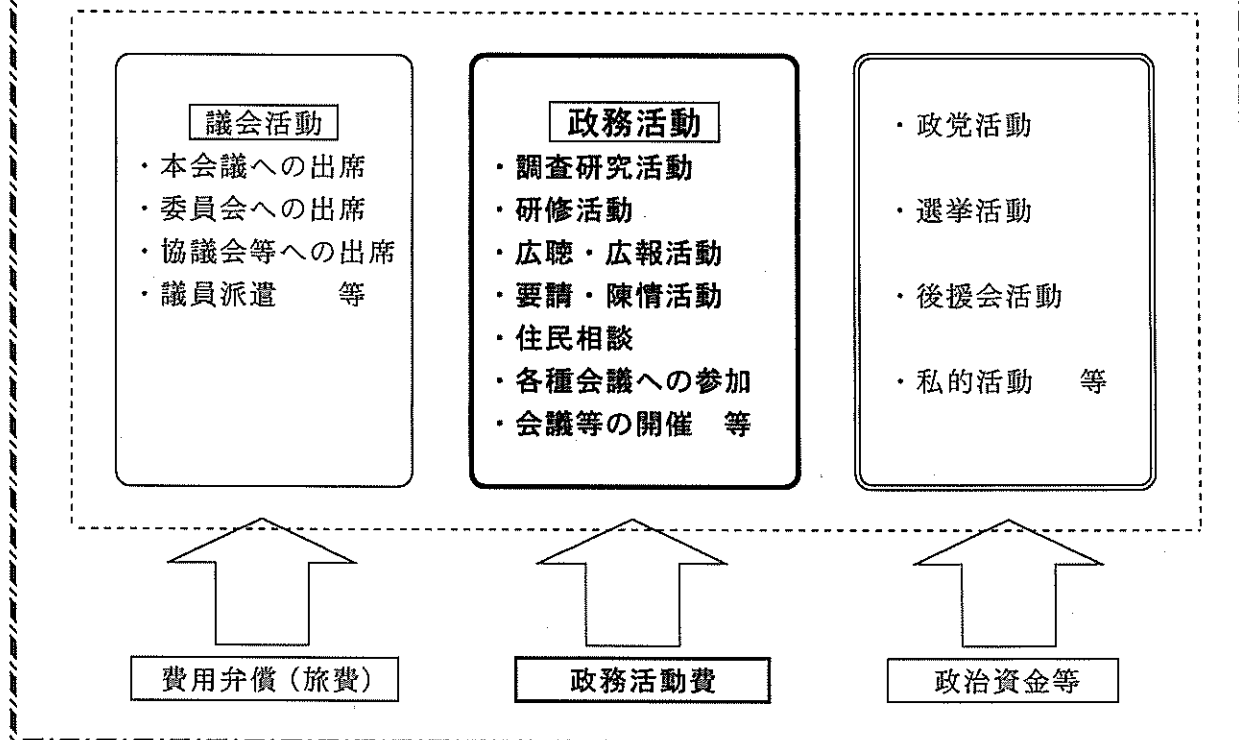 議会活動
・本会議への出席
・委員会への出席
・協議会等への出席
・議員派遣　等
政務活動
・調査研究活動
・研修活動
・広聴・広報活動
・要請・陳情活動
・住民相談
・各種会議への参加
・会議等の開催　等
・政党活動
・選挙活動
・後援会活動
・私的活動　等
費用弁償（旅費）
政務活動費
政治資金等